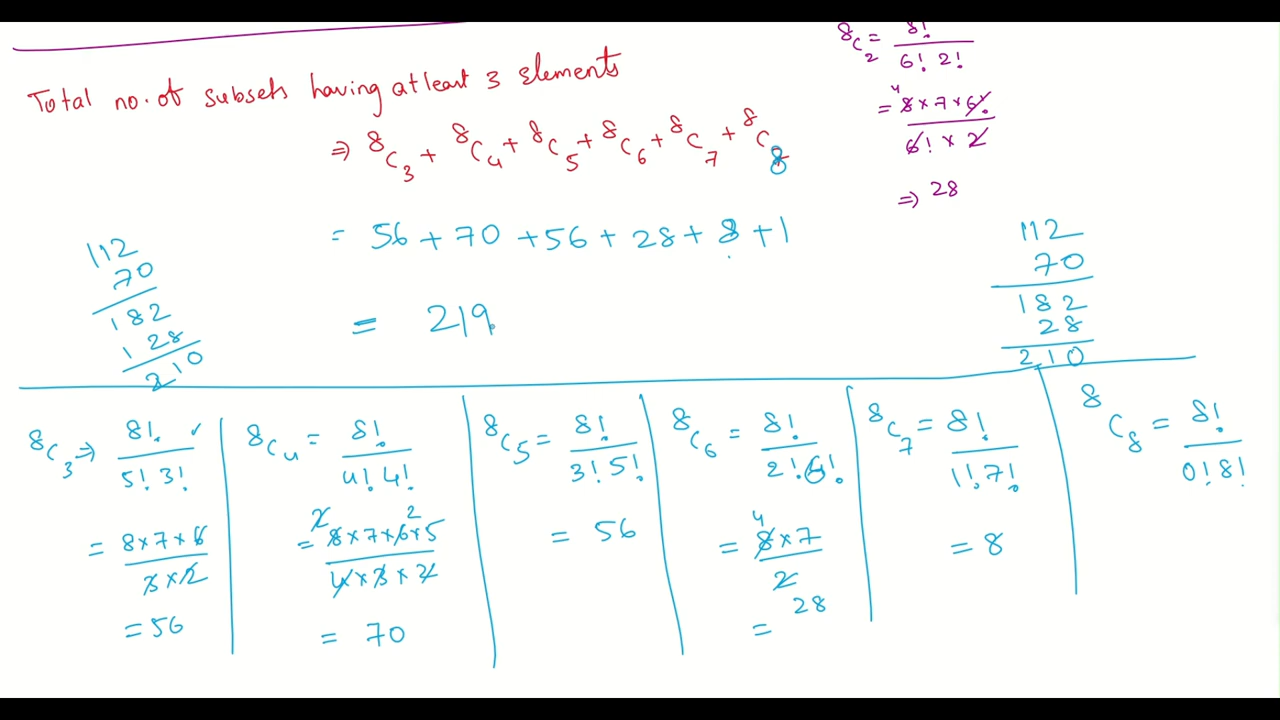 ⁸C₂ = 8! / 6! 2!
= ⁴8 × 7 × 6! / 6! × 2
⇒ 28
Total no. of subsets having atleast 3 elements
⇒ ⁸C₃ + ⁸C₄ + ⁸C₅ + ⁸C₆ + ⁸C₇ + ⁸C₈
= 56 + 70 + 56 + 28 + 8 + 1
= 219
112
70
182
1 28
210
112
70
182
28
210
⁸C₃ ⇒ 8! / 5! 3!
= 8×7×6 / 3×2
= 56
⁸C₄ = 8! / 4! 4!
= 8×7×6×5 / 4×3×2
= 70
⁸C₅ = 8! / 3! 5!
= 56
⁸C₆ = 8! / 2! 6!
= ⁴8×7 / 2
= 28
⁸C₇ = 8! / 1! 7!
= 8
⁸C₈ = 8! / 0! 8!